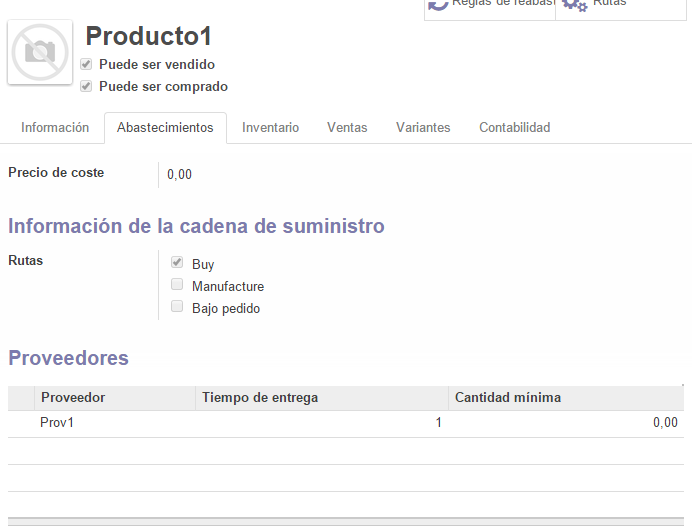 Reglas de reabast
Rutas
Producto1
Puede ser vendido
Puede ser comprado
Información Abastecimientos Inventario Ventas Variantes Contabilidad
Precio de coste 0,00
Información de la cadena de suministro
Rutas Buy
Manufacture
Bajo pedido
Proveedores
Proveedor Tiempo de entrega Cantidad mínima
Prov1 1 0,00